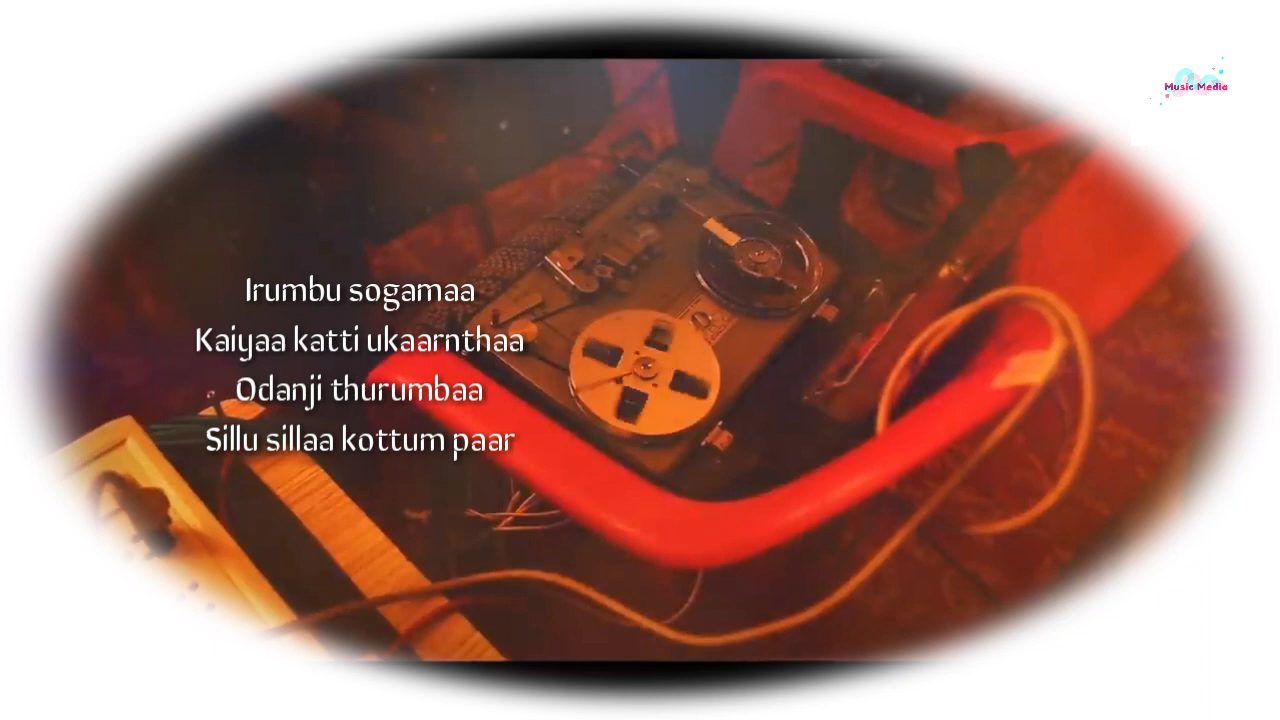 Music Media
Irumbu sogamaa
Kaiyaa katti ukaarnthaa
Odanji thurumbaa
Sillu sillaa kottum paar